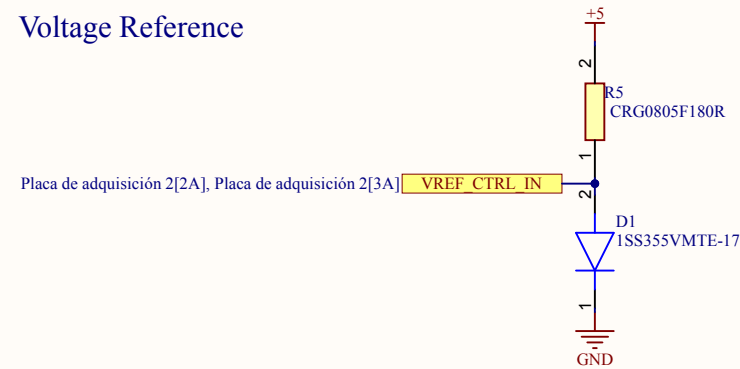 Voltage Reference
+5
2
R5
CRG0805F180R
1
Placa de adquisición 2[2A], Placa de adquisición 2[3A]
VREF_CTRL_IN
2
D1
1SS355VMTE-17
1
GND